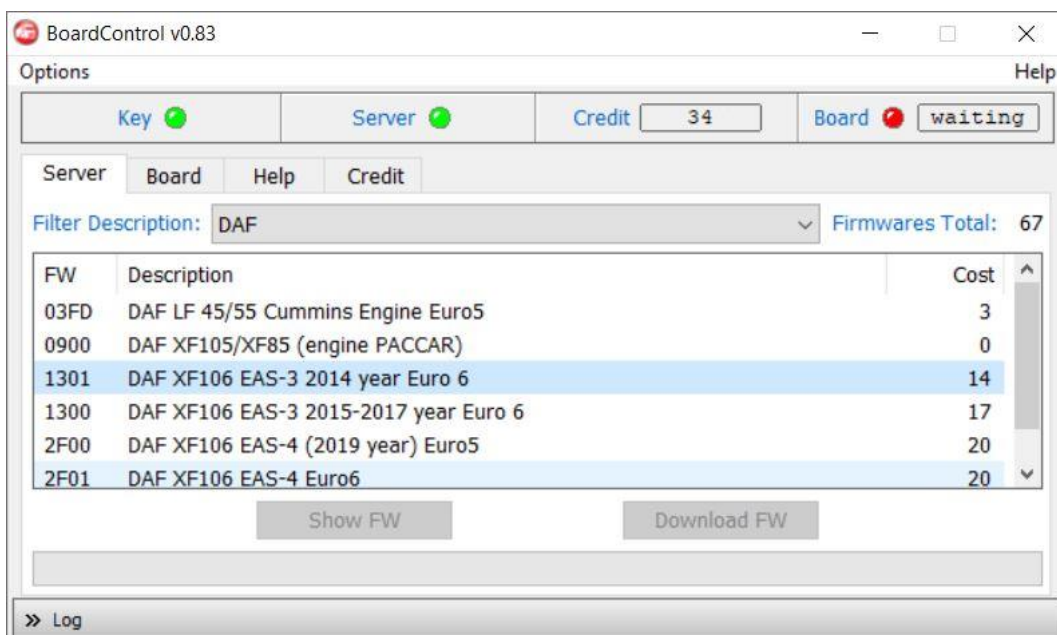 BoardControl v0.83
Options Help
Key Server Credit 34 Board waiting
Server Board Help Credit
Filter Description: DAF Firmwares Total: 67
FW Description Cost
03FD DAF LF 45/55 Cummins Engine Euro5 3
0900 DAF XF105/XF85 (engine PACCAR) 0
1301 DAF XF106 EAS-3 2014 year Euro 6 14
1300 DAF XF106 EAS-3 2015-2017 year Euro 6 17
2F00 DAF XF106 EAS-4 (2019 year) Euro5 20
2F01 DAF XF106 EAS-4 Euro6 20
Show FW Download FW
» Log